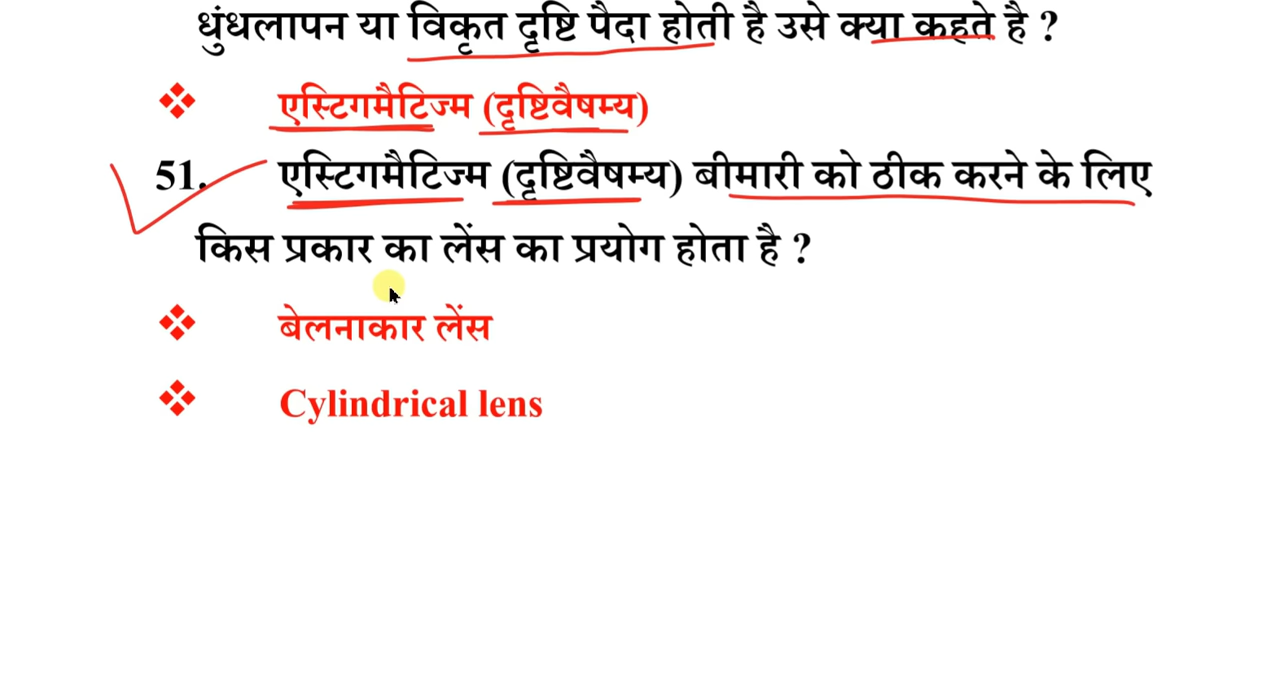 धुंधलापन या विकृत दृष्टि पैदा होती है उसे क्या कहते है ?
❖ एस्टिगमैटिज्म (दृष्टिवैषम्य)
51. एस्टिगमैटिज्म (दृष्टिवैषम्य) बीमारी को ठीक करने के लिए
किस प्रकार का लेंस का प्रयोग होता है ?
❖ बेलनाकार लेंस
❖ Cylindrical lens